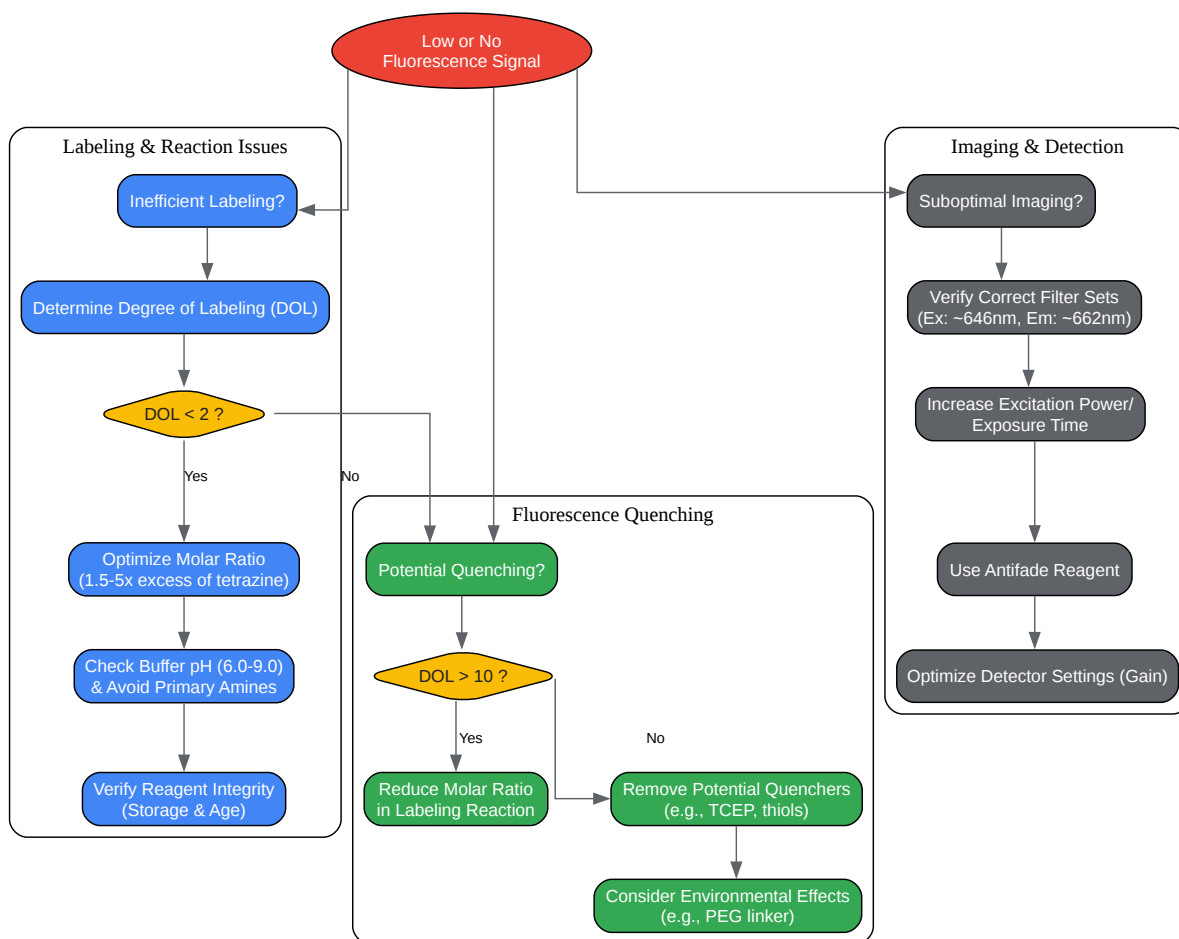 Low or No
Fluorescence Signal
Labeling & Reaction Issues
Inefficient Labeling?
Determine Degree of Labeling (DOL)
DOL < 2 ?
Yes
No
Optimize Molar Ratio
(1.5-5x excess of tetrazine)
Check Buffer pH (6.0-9.0)
& Avoid Primary Amines
Verify Reagent Integrity
(Storage & Age)
Fluorescence Quenching
Potential Quenching?
DOL > 10 ?
Yes
No
Reduce Molar Ratio
in Labeling Reaction
Remove Potential Quenchers
(e.g., TCEP, thiols)
Consider Environmental Effects
(e.g., PEG linker)
Imaging & Detection
Suboptimal Imaging?
Verify Correct Filter Sets
(Ex: ~646nm, Em: ~662nm)
Increase Excitation Power/
Exposure Time
Use Antifade Reagent
Optimize Detector Settings (Gain)